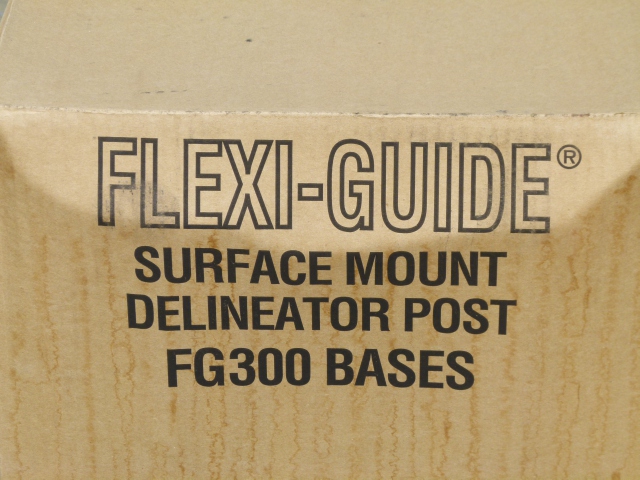 FLEXI-GUIDE®
SURFACE MOUNT
DELINEATOR POST
FG300 BASES